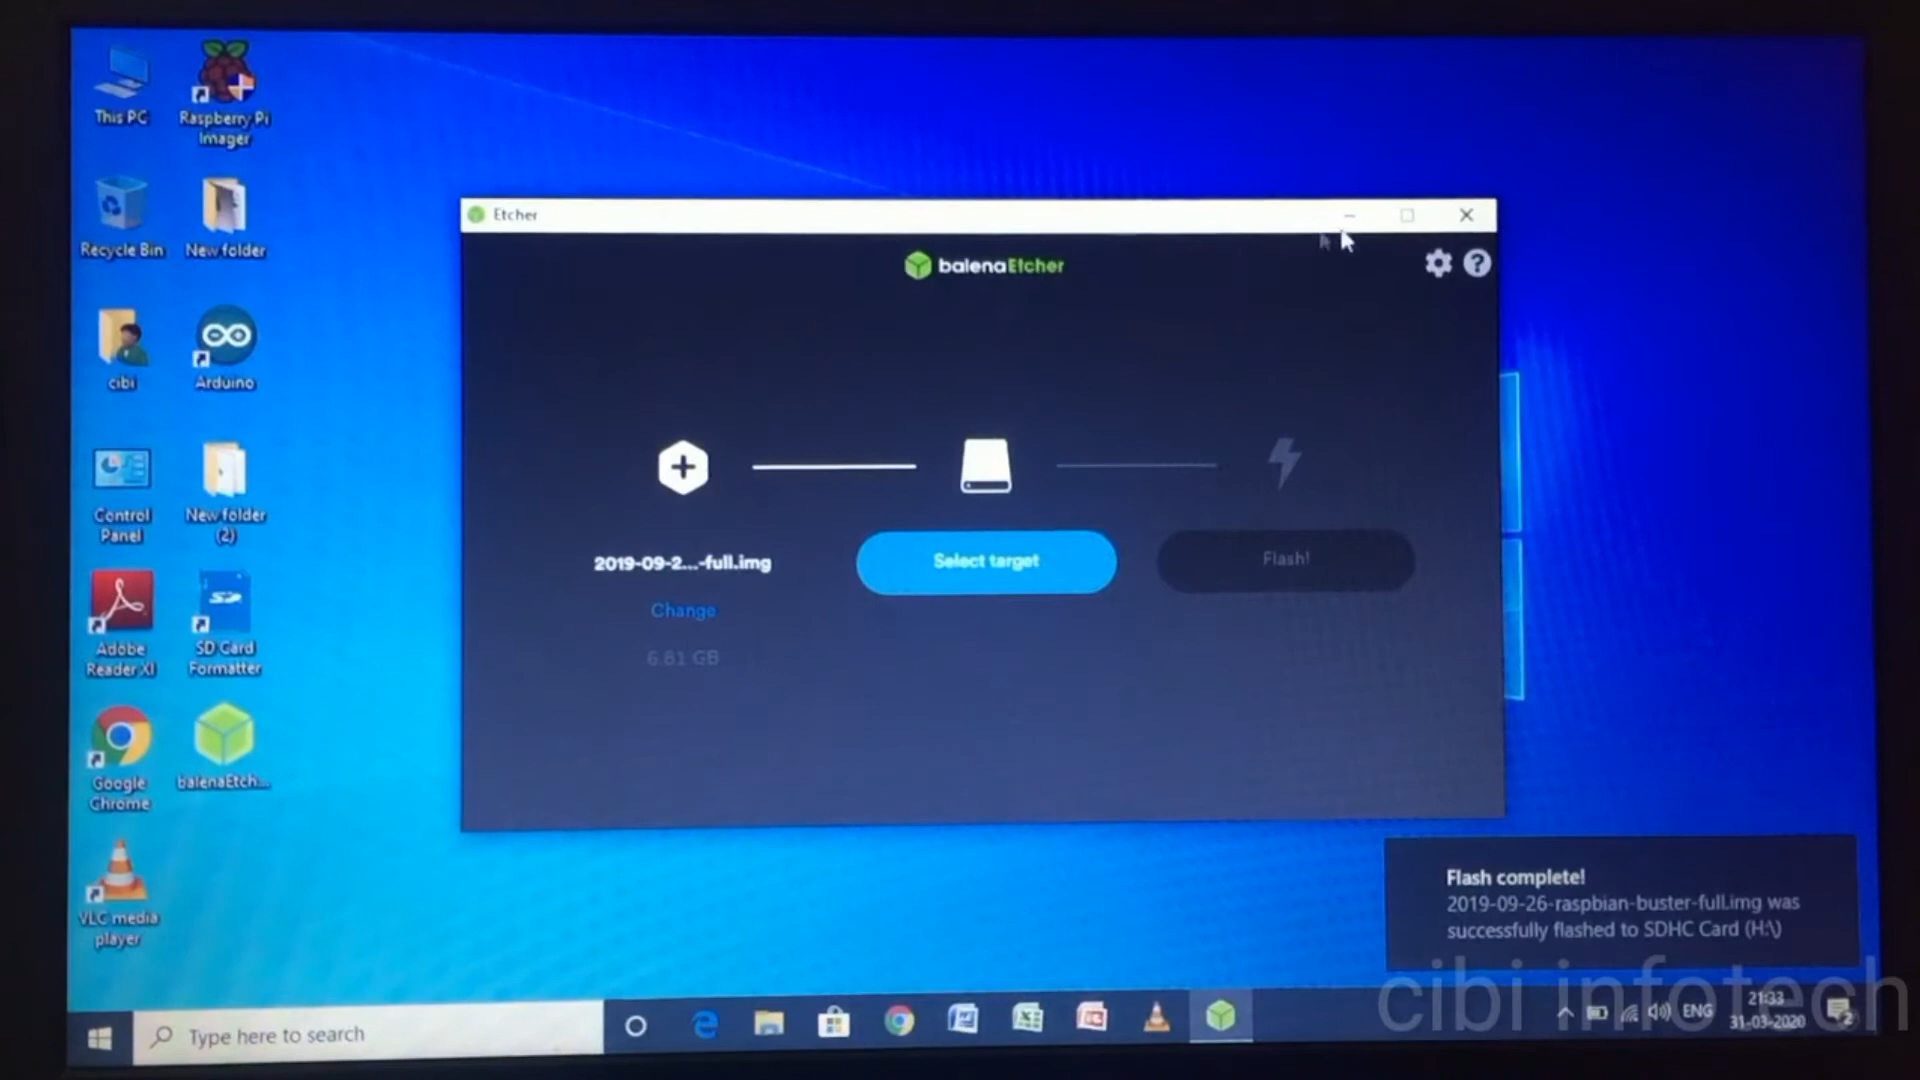 This PC
Raspberry Pi
Imager
Recycle Bin
New folder
cibi
Arduino
Control
Panel
New folder
(2)
Adobe
Reader XI
SD Card
Formatter
Google
Chrome
balenaEtch...
VLC media
player
Etcher
balenaEtcher
2019-09-2...-full.img
Change
6.81 GB
Select target
Flash!
Flash complete!
2019-09-26-raspbian-buster-full.img was
successfully flashed to SDHC Card (H:\)
cibi infotech
Type here to search
ENG
21:33
31-03-2020
2